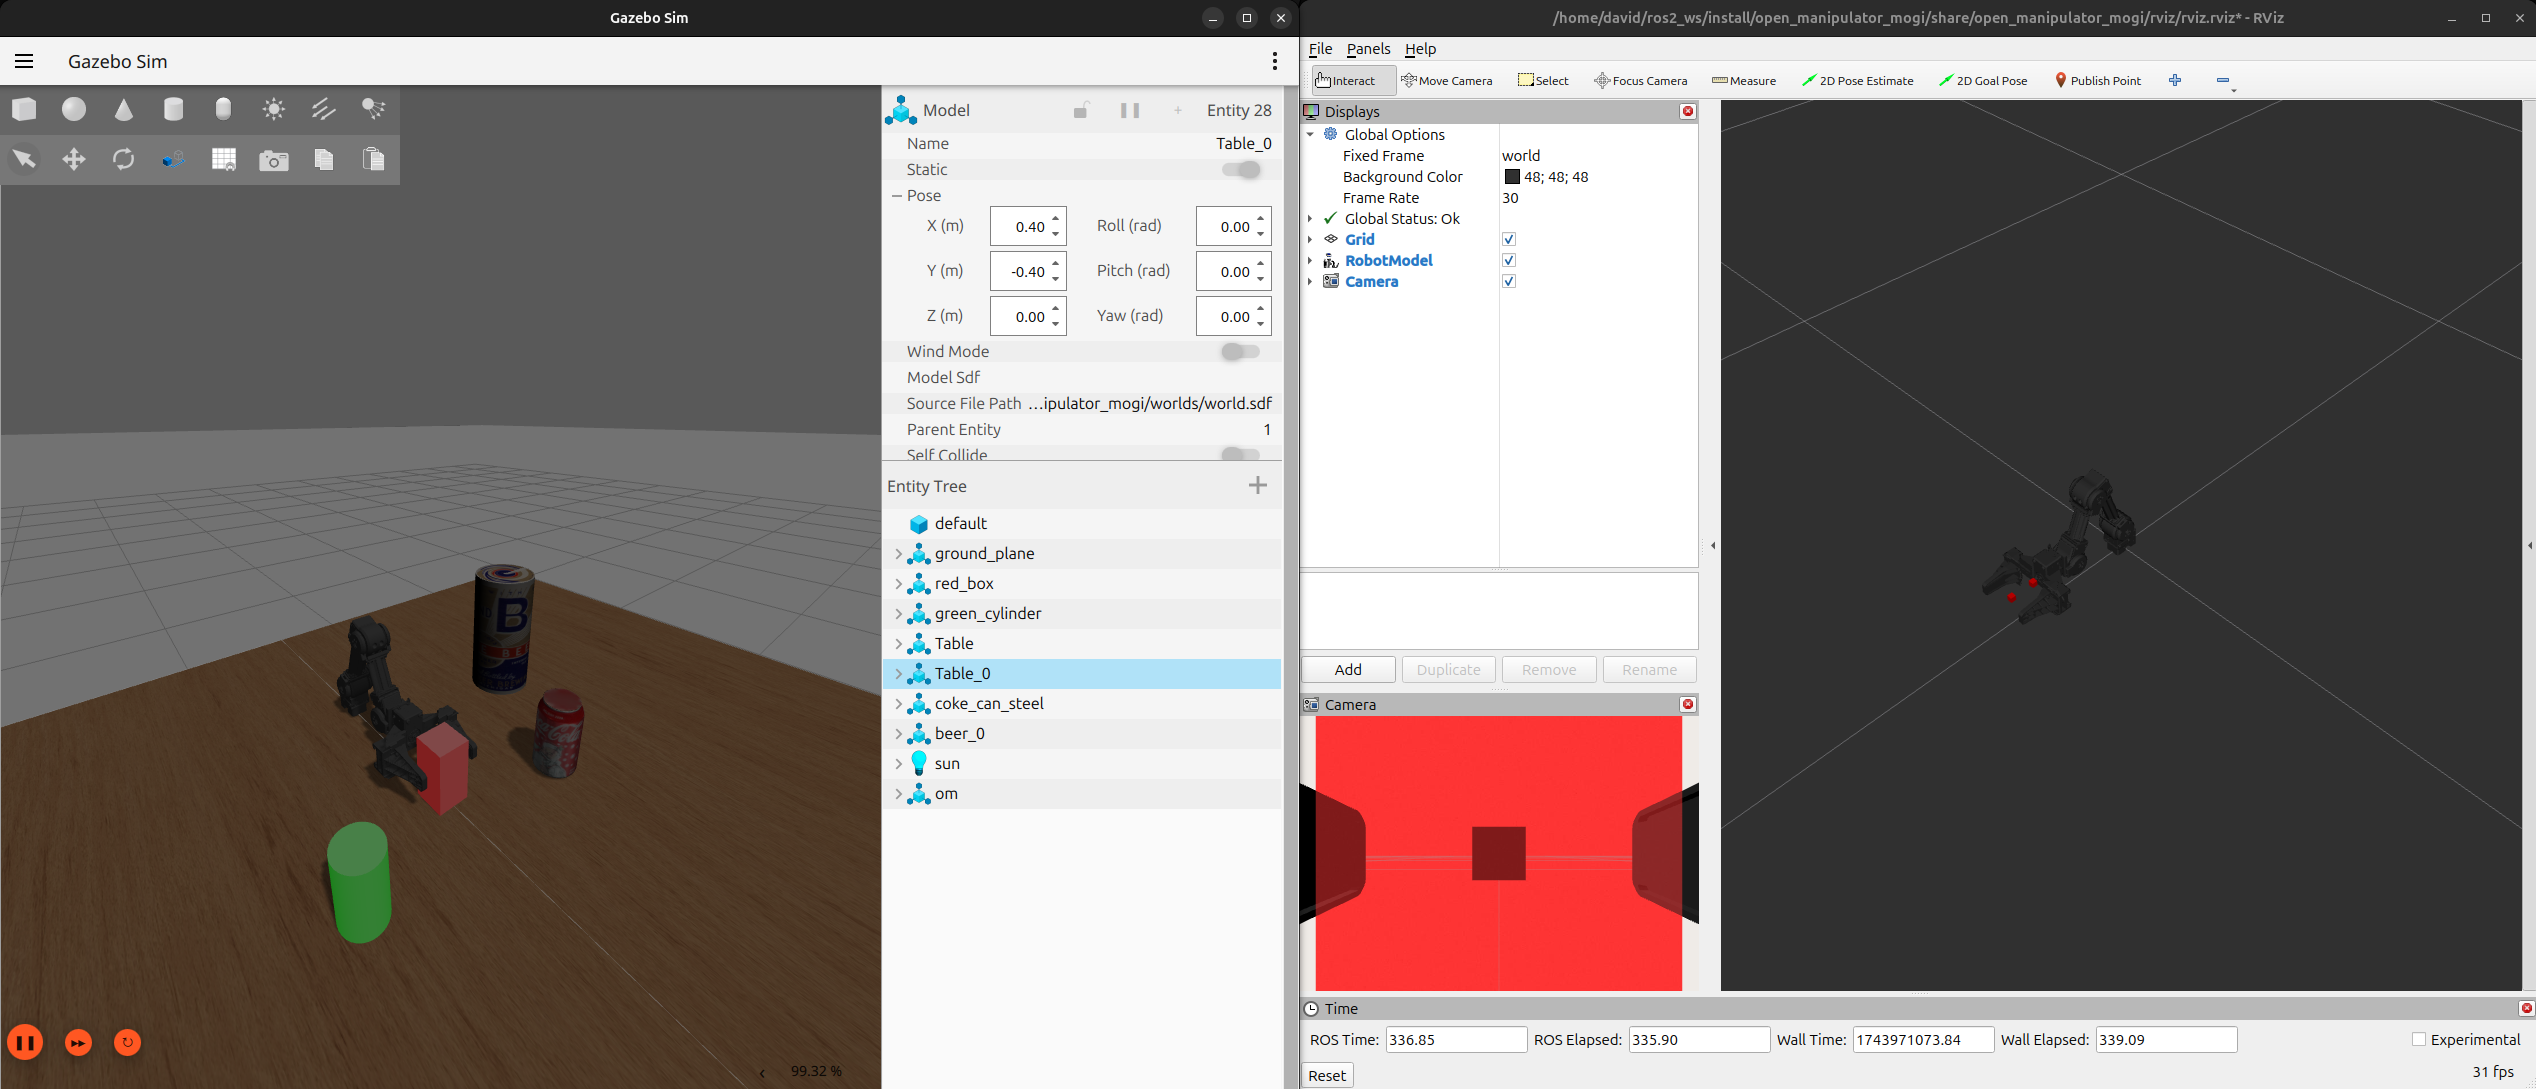 Gazebo Sim
Gazebo Sim
Model
Entity 28
Name
Table_0
Static
Pose
X (m)
0.40
Roll (rad)
0.00
Y (m)
-0.40
Pitch (rad)
0.00
Z (m)
0.00
Yaw (rad)
0.00
Wind Mode
Model Sdf
Source File Path
...ipulator_mogi/worlds/world.sdf
Parent Entity
1
Self Collide
Entity Tree
default
ground_plane
red_box
green_cylinder
Table
Table_0
coke_can_steel
beer_0
sun
om
B
99.32 %
/home/david/ros2_ws/install/open_manipulator_mogi/share/open_manipulator_mogi/rviz/rviz.rviz* - RViz
File Panels Help
Interact
Move Camera
Select
Focus Camera
Measure
2D Pose Estimate
2D Goal Pose
Publish Point
Displays
Global Options
Fixed Frame
world
Background Color
48; 48; 48
Frame Rate
30
Global Status: Ok
Grid
RobotModel
Camera
Add
Duplicate
Remove
Rename
Camera
Time
ROS Time:
336.85
ROS Elapsed:
335.90
Wall Time:
1743971073.84
Wall Elapsed:
339.09
Experimental
Reset
31 fps